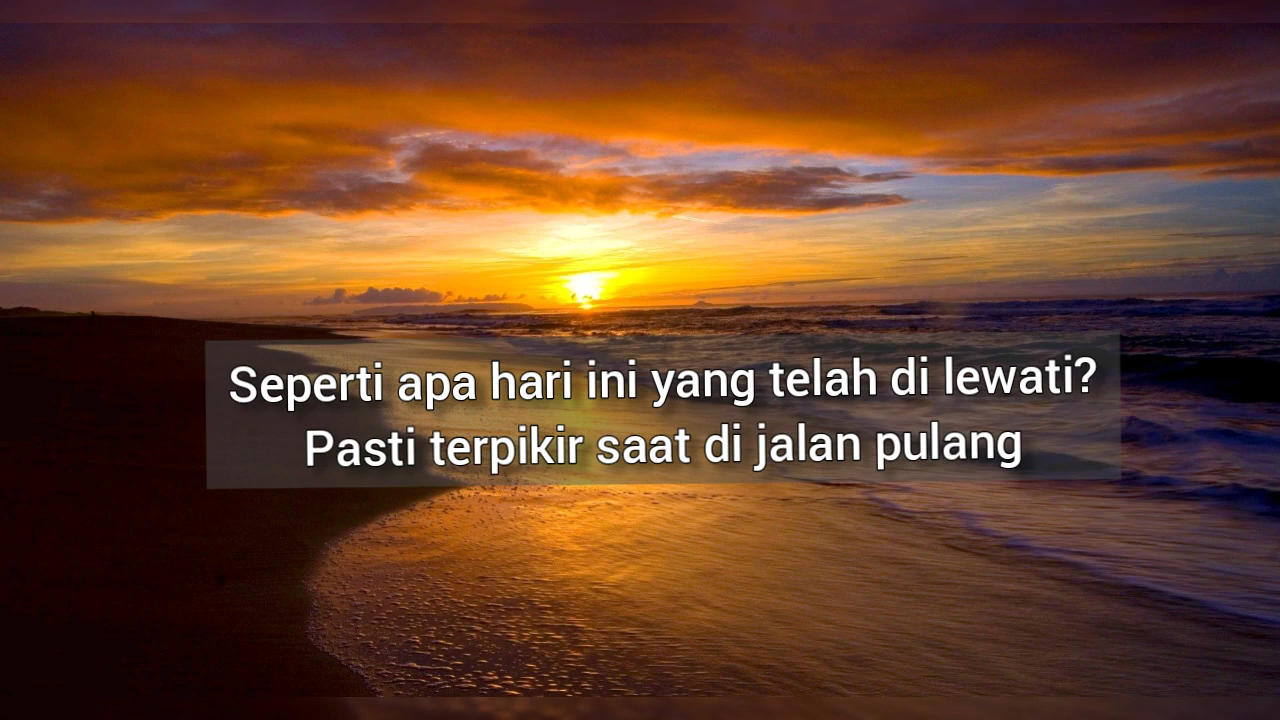 Seperti apa hari ini yang telah di lewati?
Pasti terpikir saat di jalan pulang